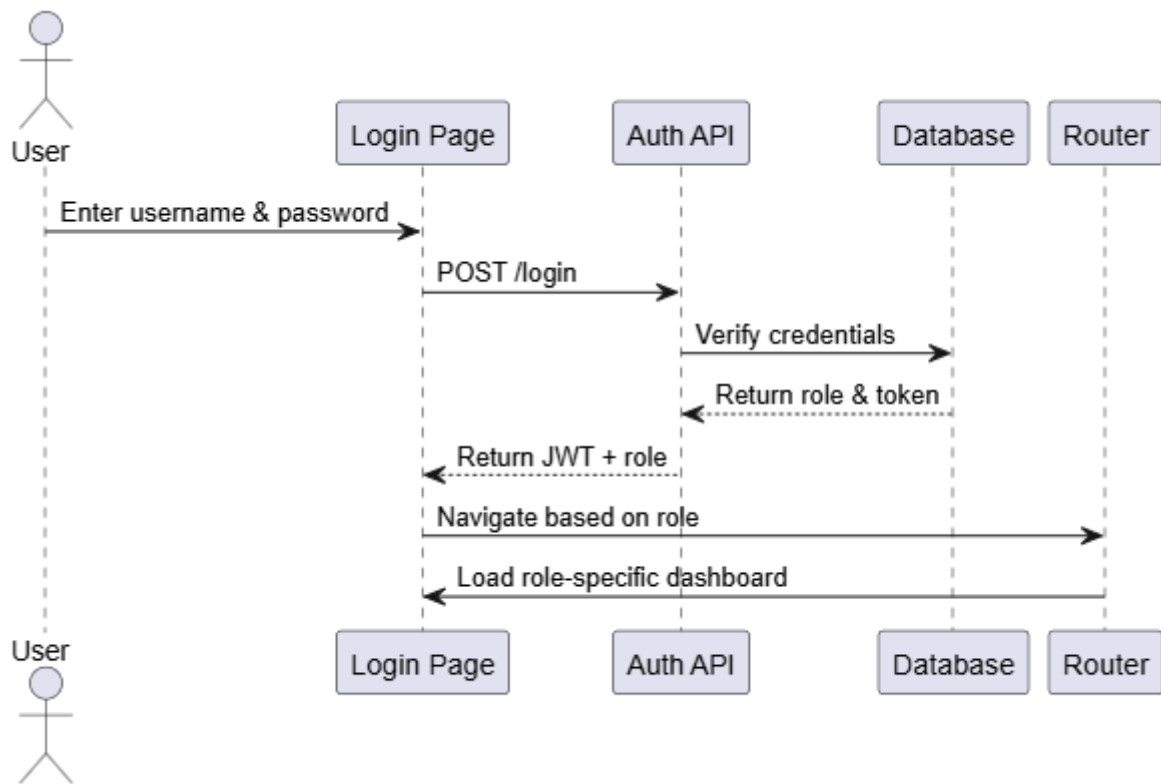 User
Login Page
Auth API
Database
Router
Enter username & password
POST /login
Verify credentials
Return role & token
Return JWT + role
Navigate based on role
Load role-specific dashboard
User
Login Page
Auth API
Database
Router